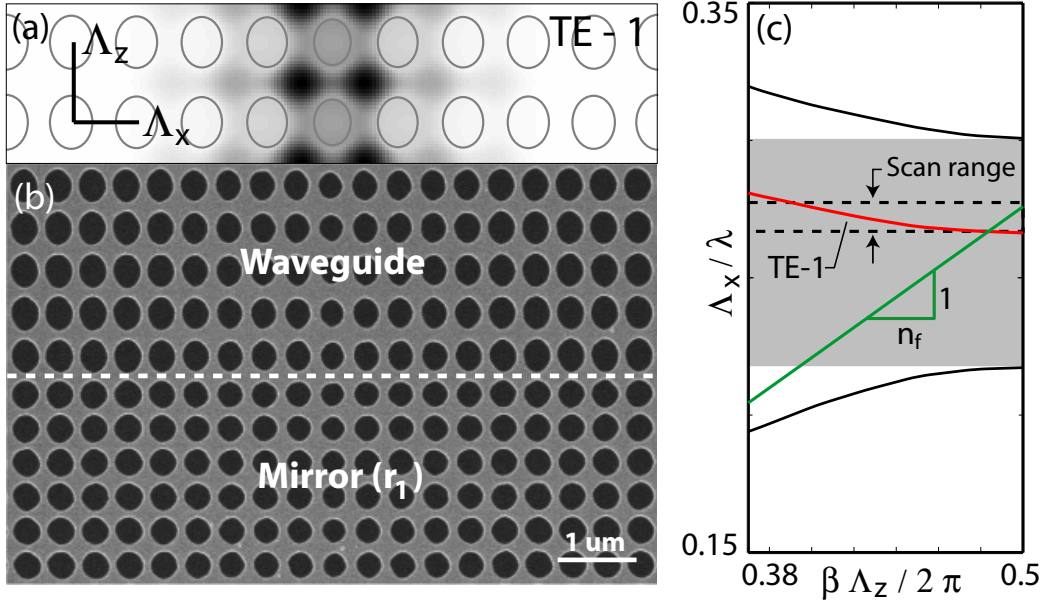 (a)
TE - 1
Λz
Λx
(b)
Waveguide
Mirror (r1)
1 um
0.35
(c)
Scan range
TE-1
Λx / λ
1
nf
0.15
0.38
β Λz / 2 π
0.5